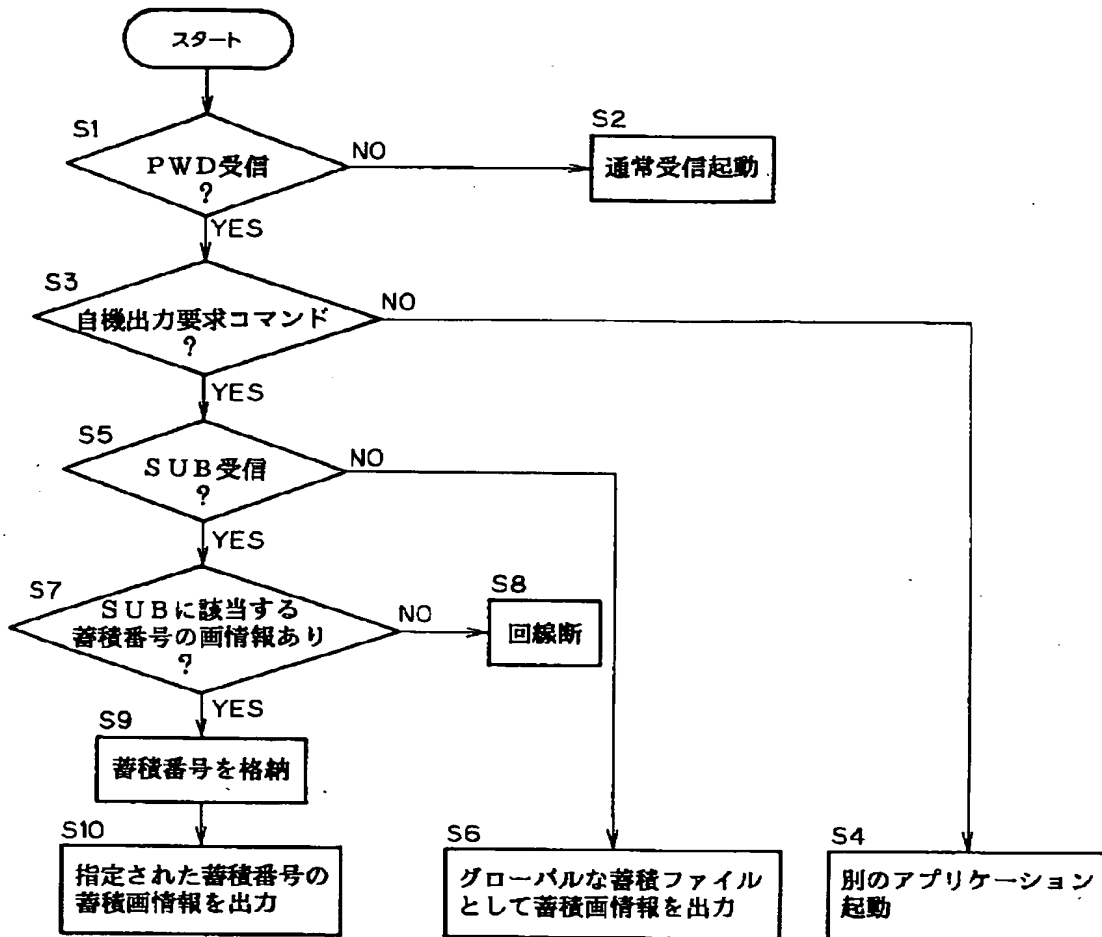 スタート
S1
PWD受信
?
NO
S2
通常受信起動
YES
S3
自機出力要求コマンド
?
NO
YES
S5
SUB受信
?
NO
YES
S7
SUBに該当する
蓄積番号の画情報あり
?
NO
S8
回線断
YES
S9
蓄積番号を格納
S10
指定された蓄積番号の
蓄積画情報を出力
S6
グローバルな蓄積ファイル
として蓄積画情報を出力
S4
別のアプリケーション
起動